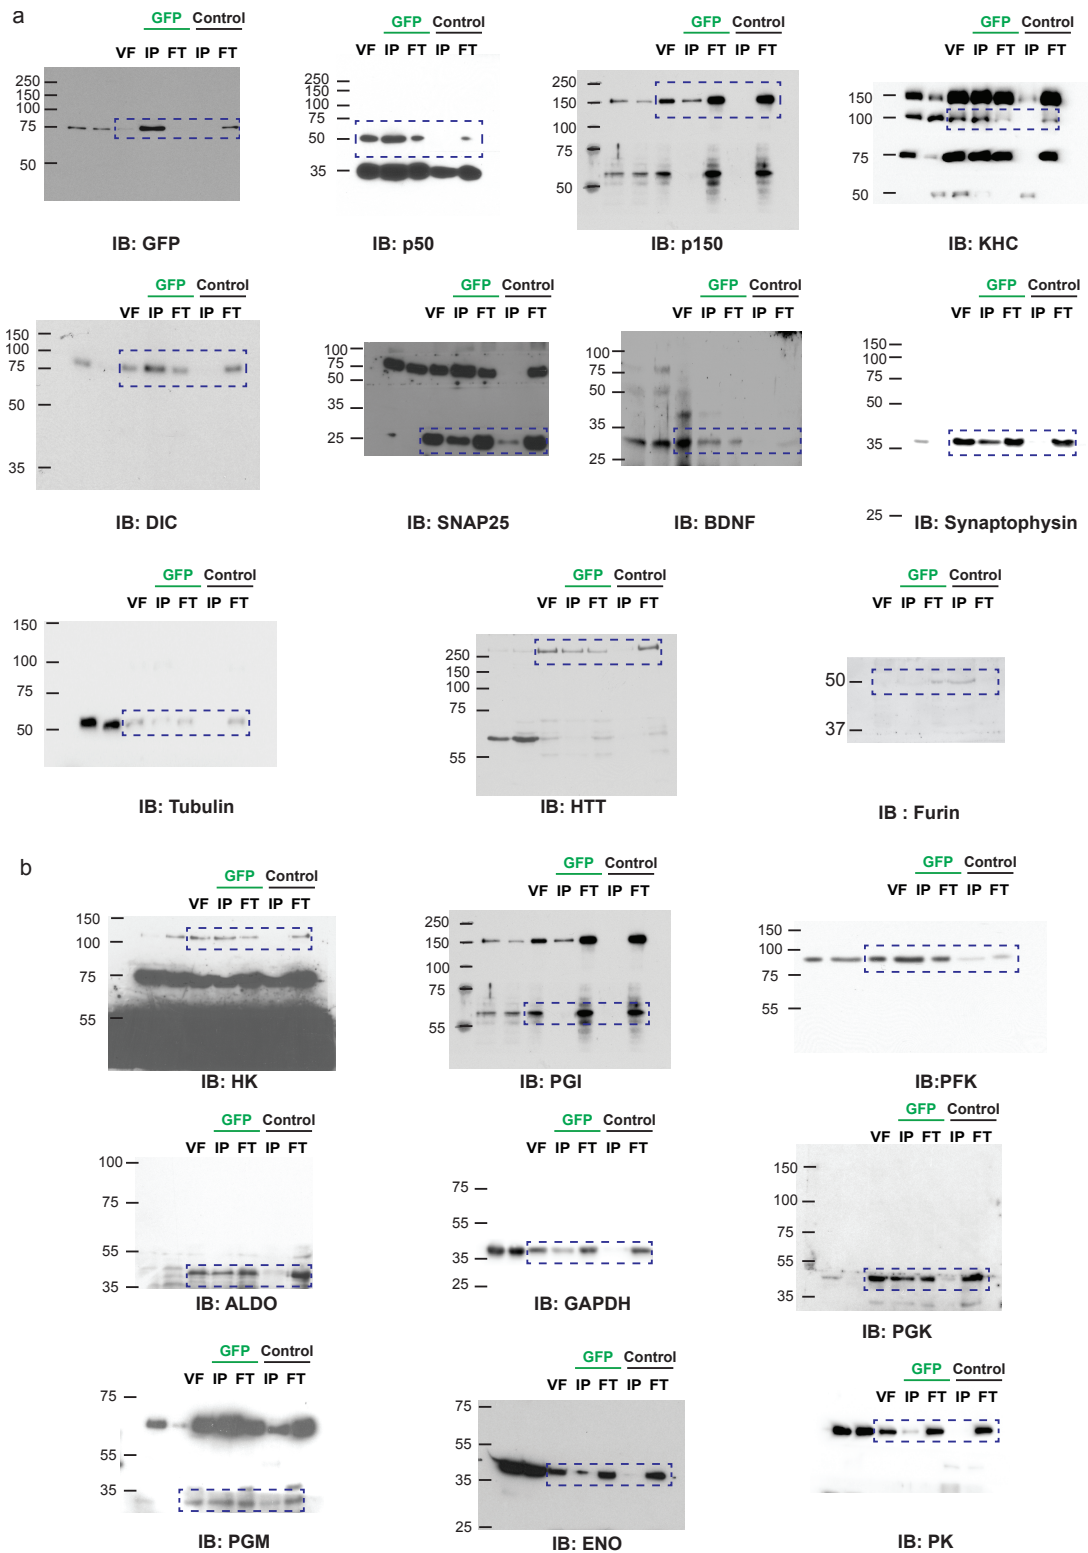 a
GFP Control
VF IP FT IP FT
250
150
100
75
50
IB: GFP
GFP Control
VF IP FT IP FT
250
150
100
75
50
35
IB: p50
GFP Control
VF IP FT IP FT
250
150
100
75
50
IB: p150
GFP Control
VF IP FT IP FT
150
100
75
50
IB: KHC
GFP Control
VF IP FT IP FT
150
100
75
50
35
IB: DIC
GFP Control
VF IP FT IP FT
100
75
50
35
25
IB: SNAP25
GFP Control
VF IP FT IP FT
100
75
50
35
25
IB: BDNF
GFP Control
VF IP FT IP FT
150
100
75
50
35
25
IB: Synaptophysin
GFP Control
VF IP FT IP FT
150
100
75
50
IB: Tubulin
GFP Control
VF IP FT IP FT
250
150
100
75
55
IB: HTT
GFP Control
VF IP FT IP FT
50
37
IB : Furin
b
GFP Control
VF IP FT IP FT
150
100
75
55
IB: HK
GFP Control
VF IP FT IP FT
250
150
100
75
55
IB: PGI
GFP Control
VF IP FT IP FT
150
100
75
55
IB:PFK
GFP Control
VF IP FT IP FT
100
75
55
35
IB: ALDO
GFP Control
VF IP FT IP FT
75
55
35
25
IB: GAPDH
GFP Control
VF IP FT IP FT
150
100
75
55
35
IB: PGK
GFP Control
VF IP FT IP FT
75
55
35
IB: PGM
GFP Control
VF IP FT IP FT
75
55
35
25
IB: ENO
GFP Control
VF IP FT IP FT
IB: PK